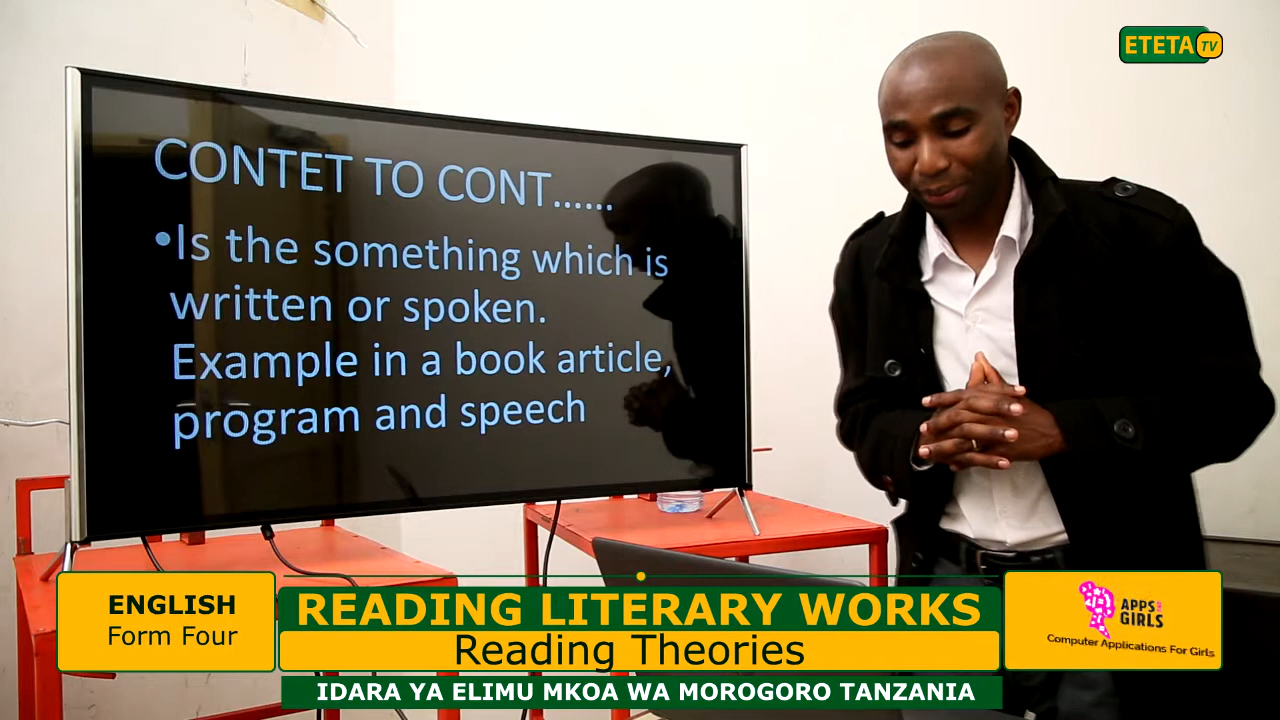 ETETA TV
CONTET TO CONT......
•Is the something which is
written or spoken.
Example in a book article,
program and speech
ENGLISH
Form Four
READING LITERARY WORKS
Reading Theories
APPS
GIRLS
Computer Applications For Girls
IDARA YA ELIMU MKOA WA MOROGORO TANZANIA